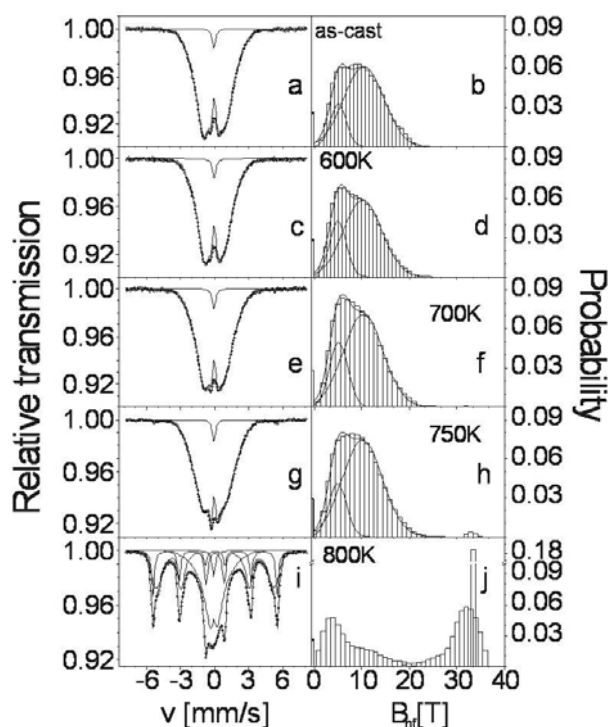 1.00 as-cast 0.09
0.96 0.06
0.92 a b 0.03
1.00 600K 0.09
0.96 0.06
0.92 c d 0.03
1.00 0.09
0.96 700K 0.06
0.92 e f 0.03
1.00 750K 0.09
0.96 0.06
0.92 g h 0.03
1.00 800K 0.18
0.09
0.96 i j 0.06
0.03
0.92
-6 -3 0 3 6 0 10 20 30 40
v [mm/s] B_hf[T]
Relative transmission
Probability